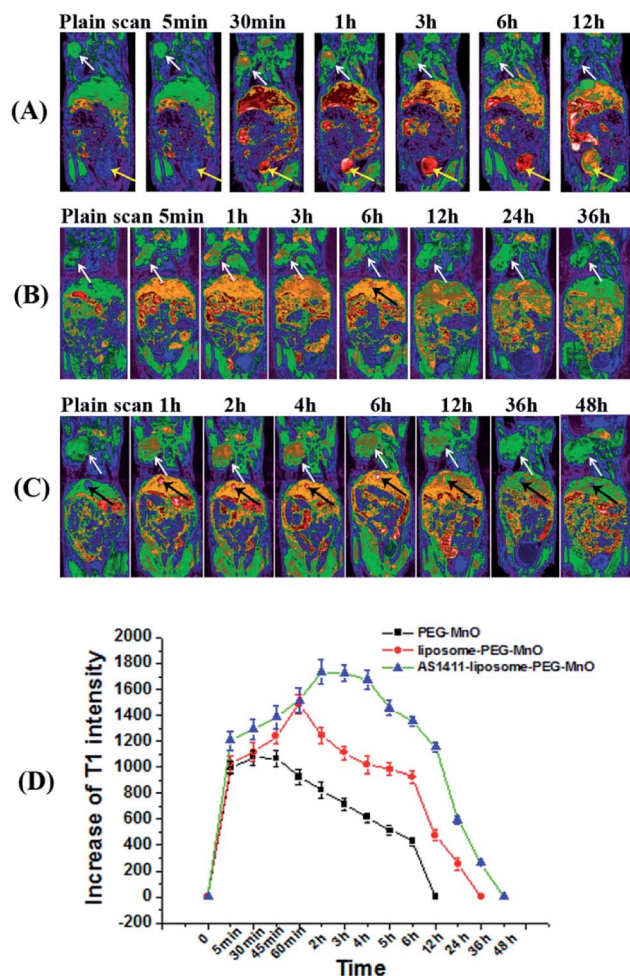 Plain scan 5min 30min 1h 3h 6h 12h
(A)
Plain scan 5min 1h 3h 6h 12h 24h 36h
(B)
Plain scan 1h 2h 4h 6h 12h 36h 48h
(C)
(D)
Increase of T1 intensity
2000
1800
1600
1400
1200
1000
800
600
400
200
0
-200
PEG-MnO
liposome-PEG-MnO
AS1411-liposome-PEG-MnO
0 5min 30min 45min 60min 2h 3h 4h 5h 6h 12h 24h 36h 48 h
Time